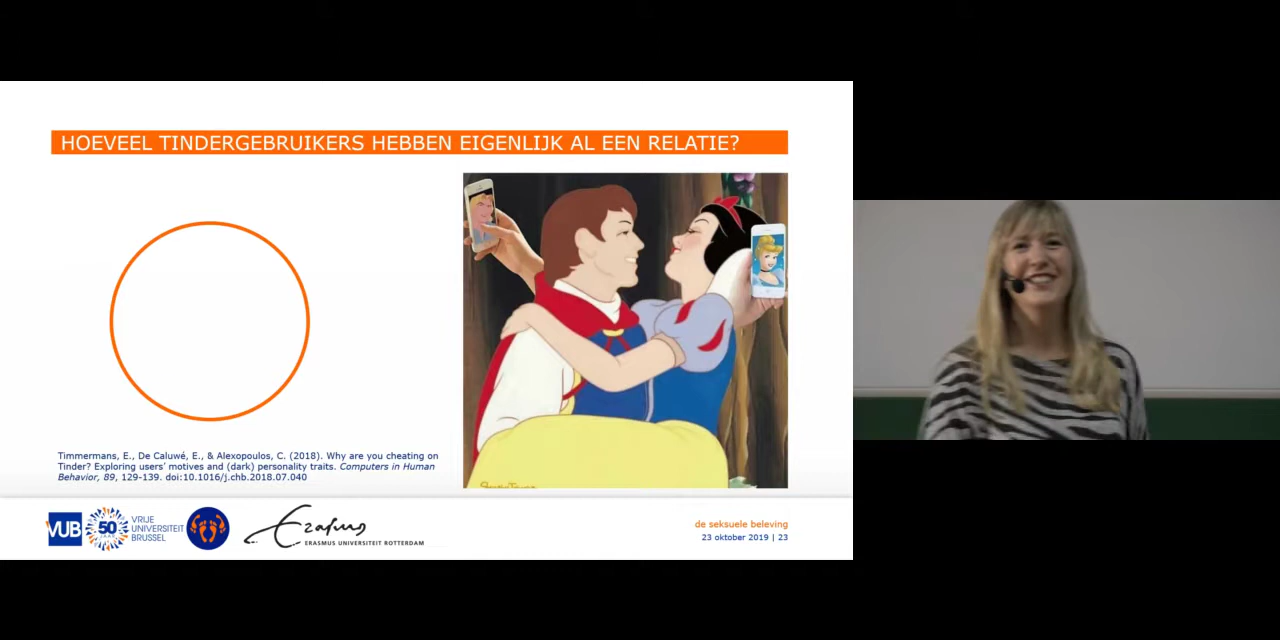 HOEVEEL TINDERGEBRUIKERS HEBBEN EIGENLIJK AL EEN RELATIE?
Timmermans, E., De Caluwé, E., & Alexopoulos, C. (2018). Why are you cheating on
Tinder? Exploring users’ motives and (dark) personality traits. Computers in Human
Behavior, 89, 129-139. doi:10.1016/j.chb.2018.07.040
VUB
50
JAAR
VRIJE
UNIVERSITEIT
BRUSSEL
Erasmus
ERASMUS UNIVERSITEIT ROTTERDAM
de seksuele beleving
23 oktober 2019 | 23